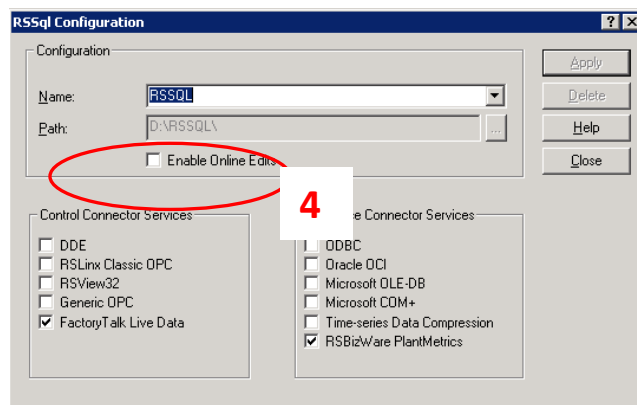 RSSql Configuration
Configuration
Name: RSSQL
Path: D:\RSSQL\ ...
Enable Online Edits
Apply
Delete
Help
Close
4
Control Connector Services
DDE
RSLinx Classic OPC
RSView32
Generic OPC
FactoryTalk Live Data
ce Connector Services
ODBC
Oracle OCI
Microsoft OLE-DB
Microsoft COM+
Time-series Data Compression
RSBizWare PlantMetrics